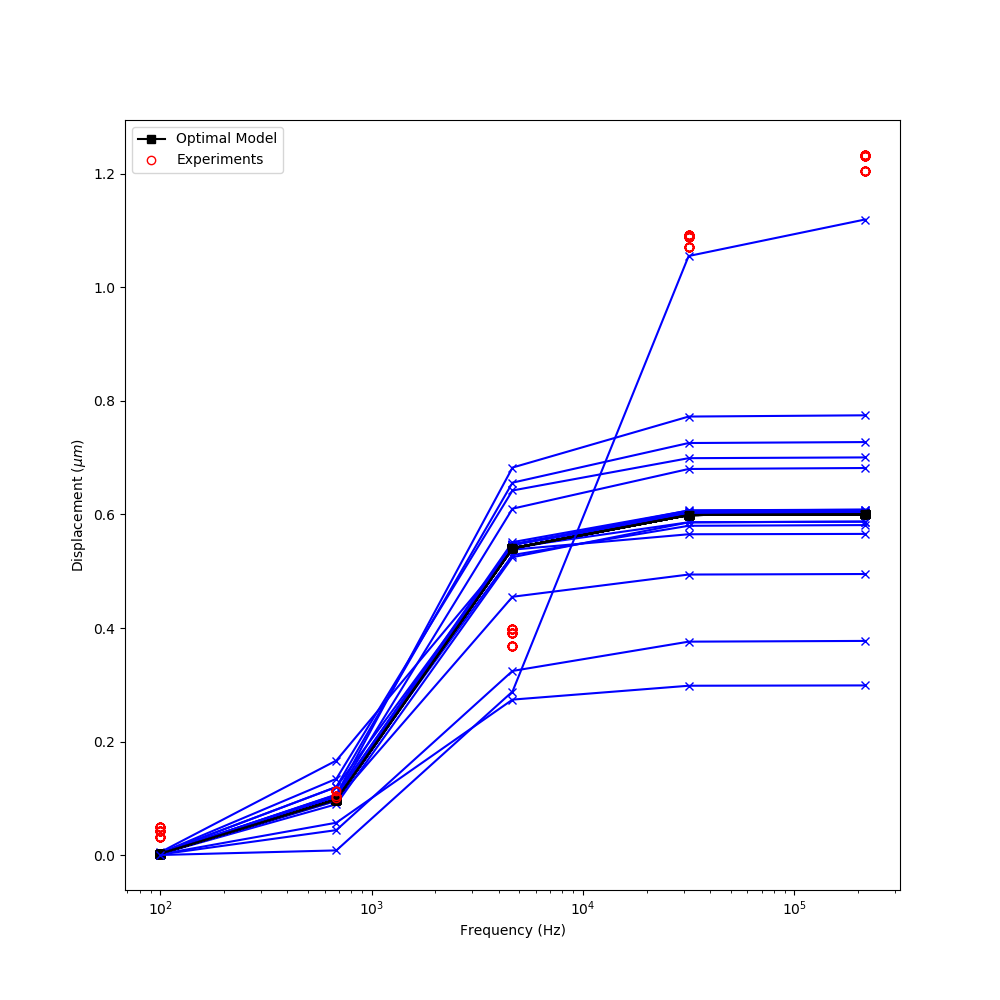 Optimal Model
Experiments
1.2
1.0
0.8
0.6
0.4
0.2
0.0
Displacement (μm)
10²
10³
10⁴
10⁵
Frequency (Hz)